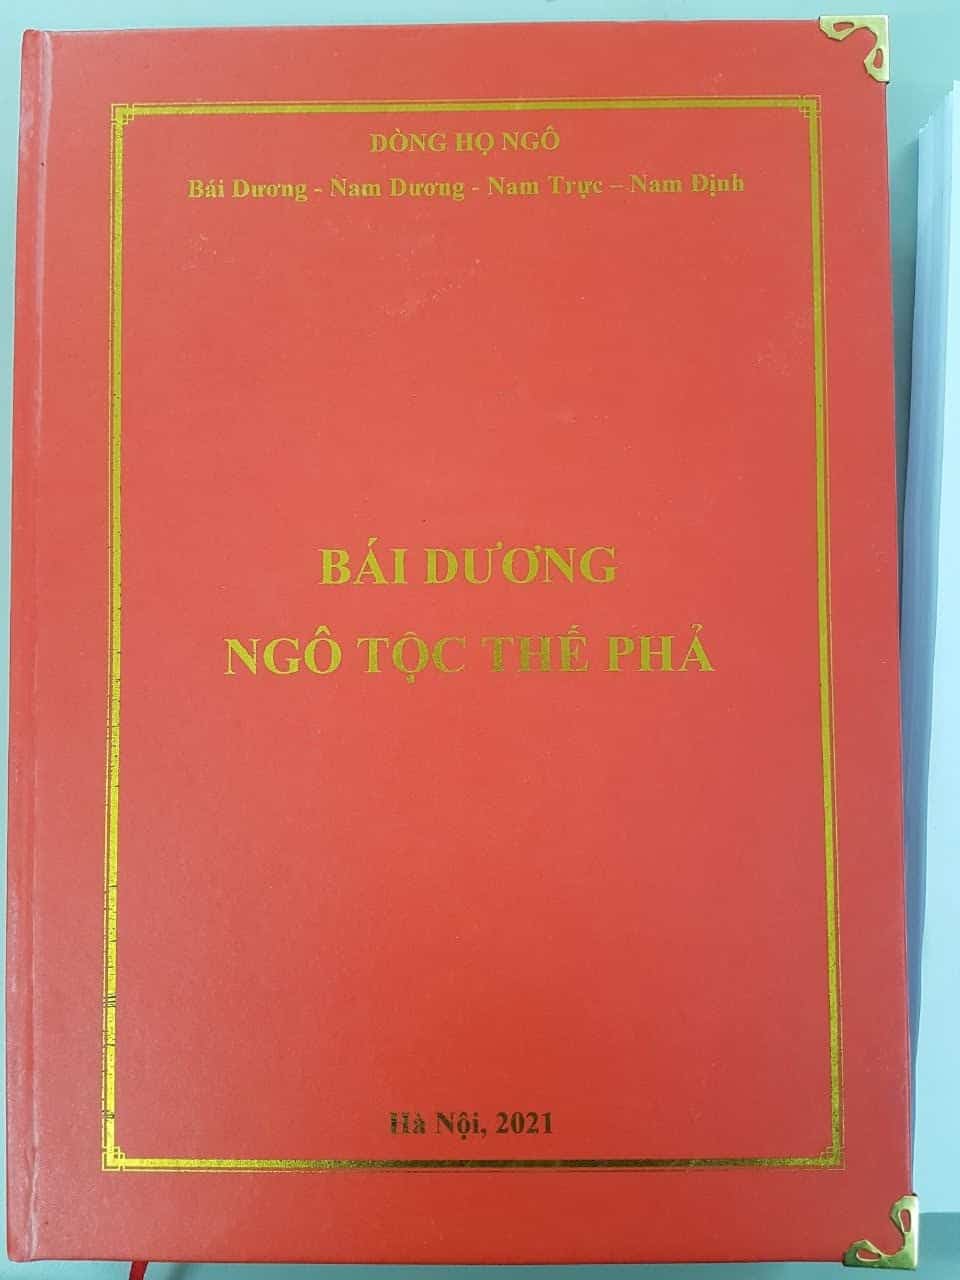 DÒNG HỌ NGÔ
Bái Dương - Nam Dương - Nam Trực – Nam Định
BÁI DƯƠNG
NGÔ TỘC THẾ PHẢ
Hà Nội, 2021